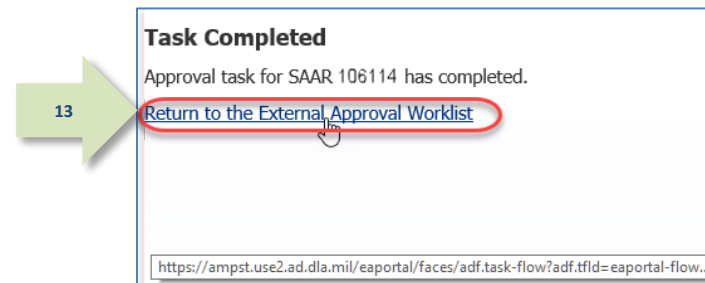 Task Completed
Approval task for SAAR 106114 has completed.
13
Return to the External Approval Worklist
https://ampst.use2.ad.dla.mil/eaportal/faces/adf.task-flow?adf.tfId=eaportal-flow..